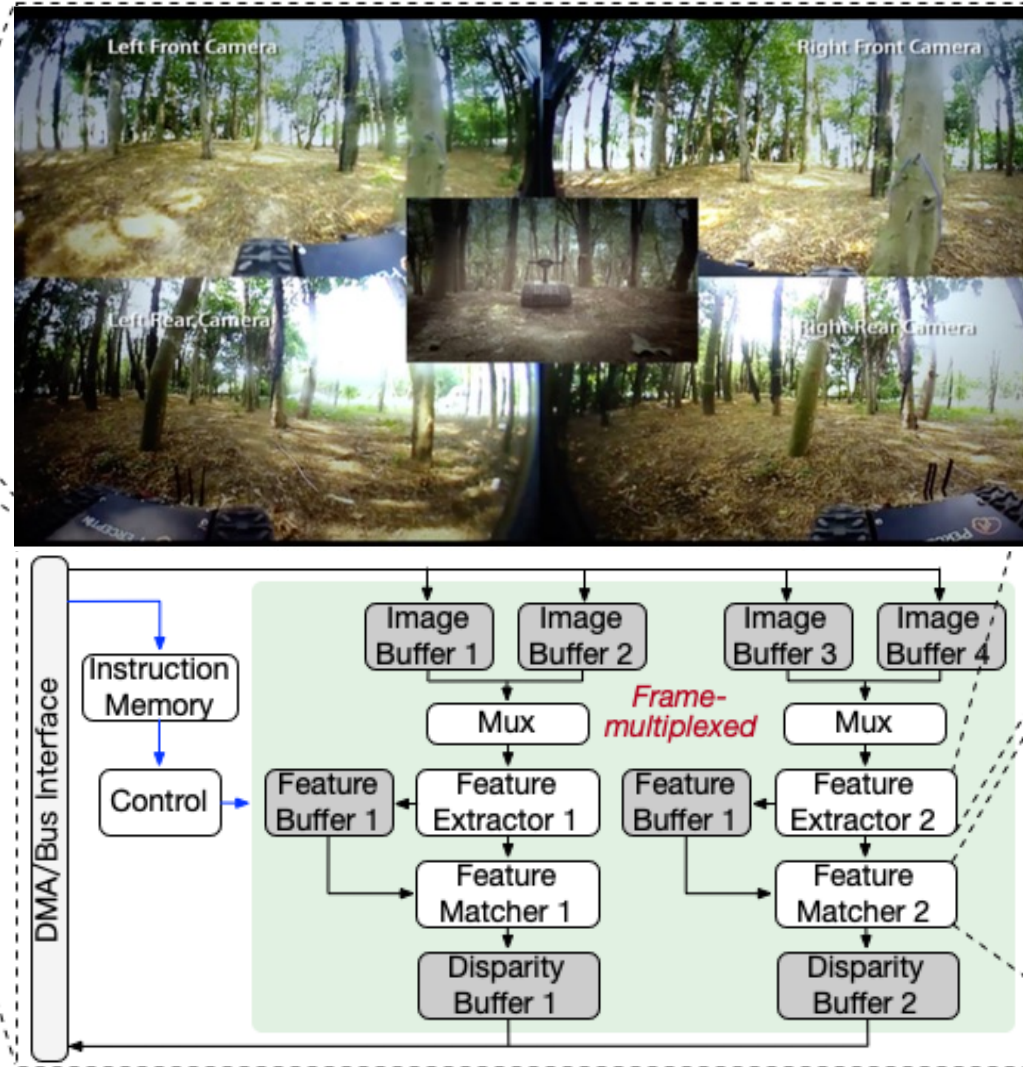 Left Front Camera
Right Front Camera
Left Rear Camera
Right Rear Camera
DMA/Bus Interface
Instruction
Memory
Control
Image
Buffer 1
Image
Buffer 2
Image
Buffer 3
Image
Buffer 4
Frame-
multiplexed
Mux
Mux
Feature
Buffer 1
Feature
Extractor 1
Feature
Buffer 1
Feature
Extractor 2
Feature
Matcher 1
Feature
Matcher 2
Disparity
Buffer 1
Disparity
Buffer 2